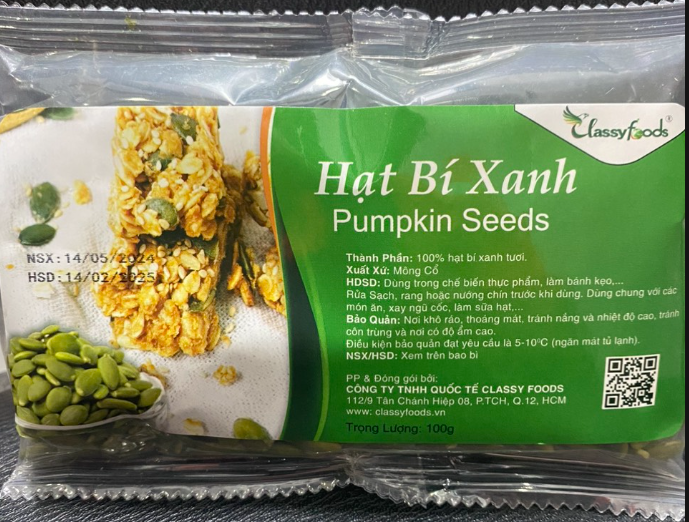 Classyfoods®
Hạt Bí Xanh
Pumpkin Seeds
NSX:14/05/2024
HSD:14/02/2025
Thành Phần: 100% hạt bí xanh tươi.
Xuất Xứ: Mông Cổ
HDSD: Dùng trong chế biến thực phẩm, làm bánh kẹo,...
Rửa Sạch, rang hoặc nướng chín trước khi dùng. Dùng chung với các
món ăn, xay ngũ cốc, làm sữa hạt,...
Bảo Quản: Nơi khô ráo, thoáng mát, tránh nắng và nhiệt độ cao, tránh
côn trùng và nơi có độ ẩm cao.
Điều kiện bảo quản đạt yêu cầu là 5-10⁰C (ngăn mát tủ lạnh).
NSX/HSD: Xem trên bao bì
PP & Đóng gói bởi:
CÔNG TY TNHH QUỐC TẾ CLASSY FOODS
112/9 Tân Chánh Hiệp 08, P.TCH, Q.12, HCM
www: classyfoods.vn
Trọng Lượng: 100g